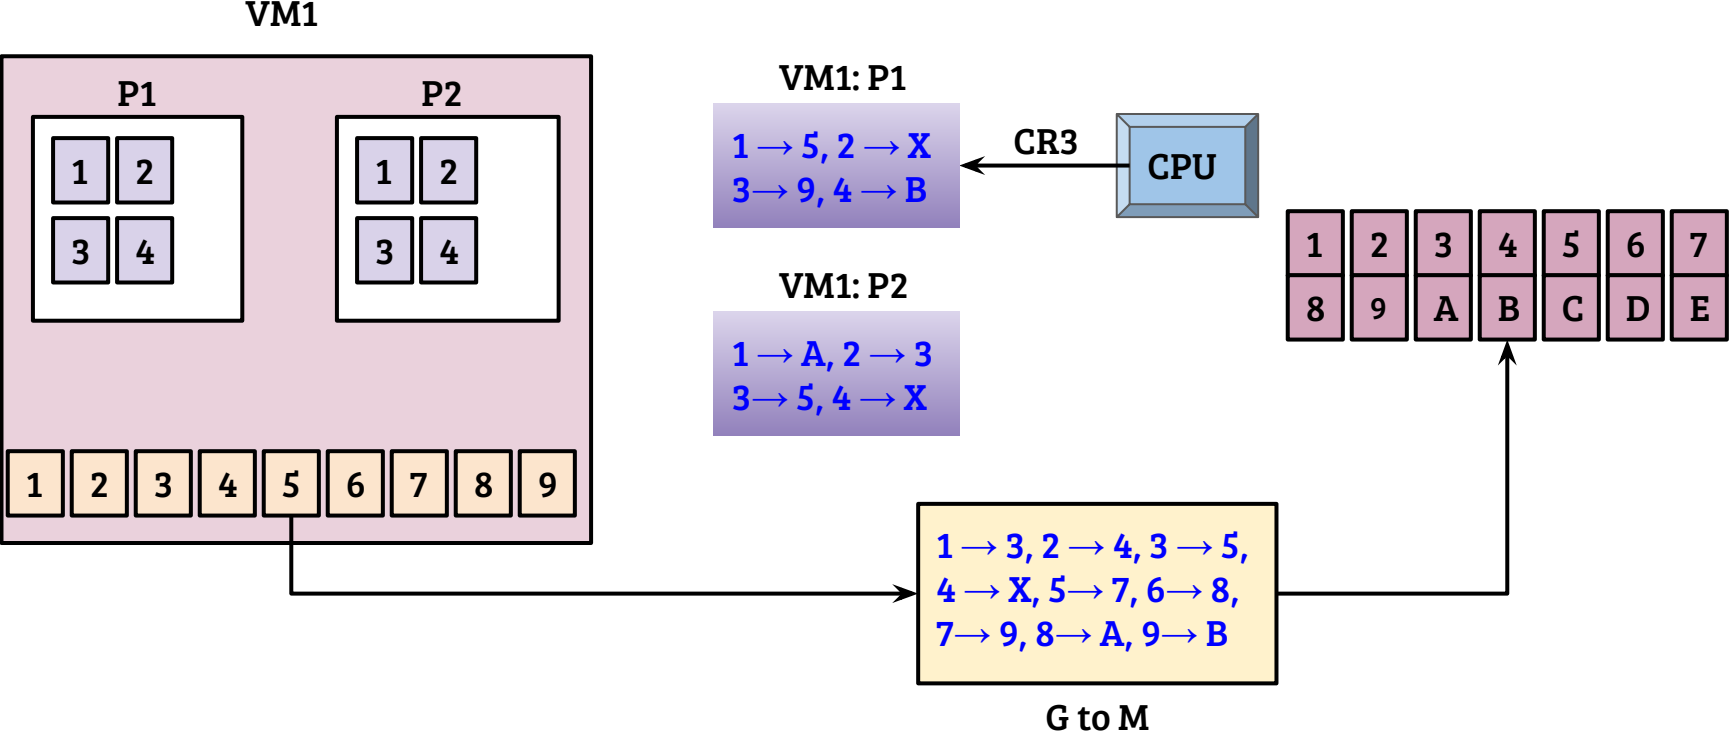 VM1
P1
P2
1 2
3 4
1 2
3 4
1 2 3 4 5 6 7 8 9
VM1: P1
1 → 5, 2 → X
3→ 9, 4 → B
CR3
CPU
VM1: P2
1 → A, 2 → 3
3→ 5, 4 → X
1 2 3 4 5 6 7
8 9 A B C D E
1 → 3, 2 → 4, 3 → 5,
4 → X, 5→ 7, 6→ 8,
7→ 9, 8→ A, 9→ B
G to M